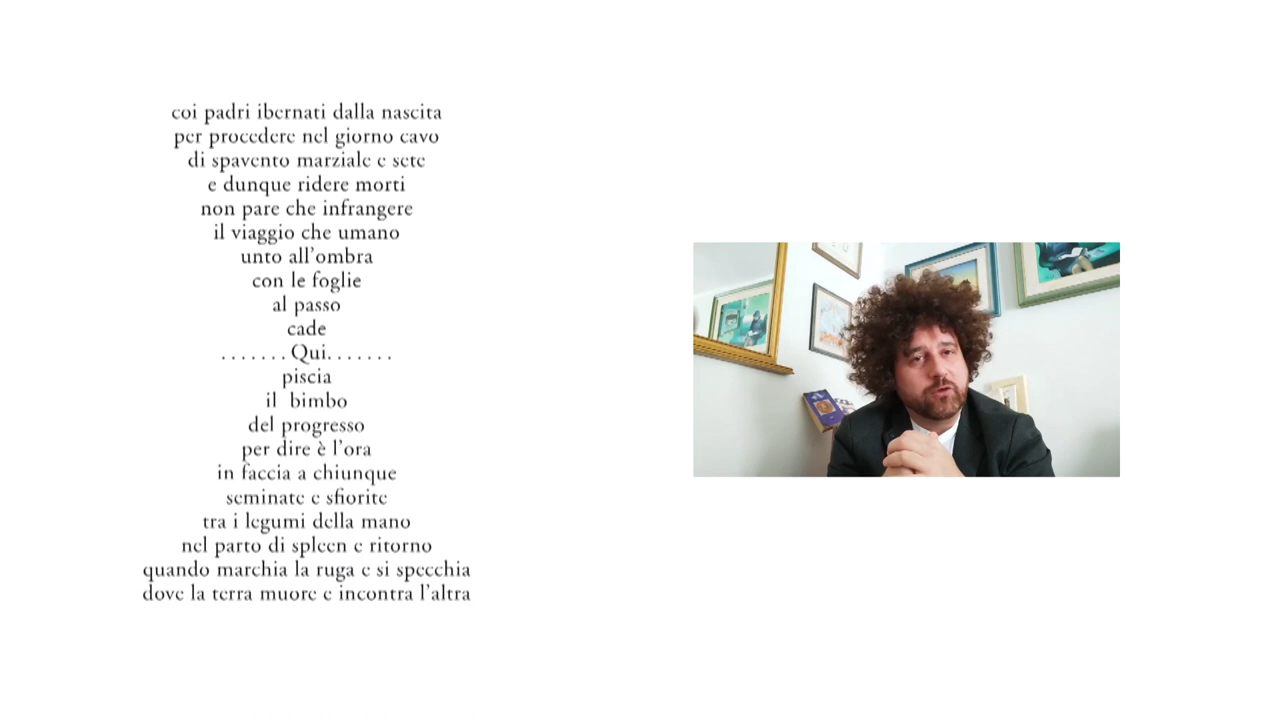 coi padri ibernati dalla nascita
per procedere nel giorno cavo
di spavento marziale e sete
e dunque ridere morti
non pare che infrangere
il viaggio che umano
unto all’ombra
con le foglie
al passo
cade
.......Qui.......
piscia
il bimbo
del progresso
per dire è l’ora
in faccia a chiunque
seminate e sfiorite
tra i legumi della mano
nel parto di spleen e ritorno
quando marchia la ruga e si specchia
dove la terra muore e incontra l’altra